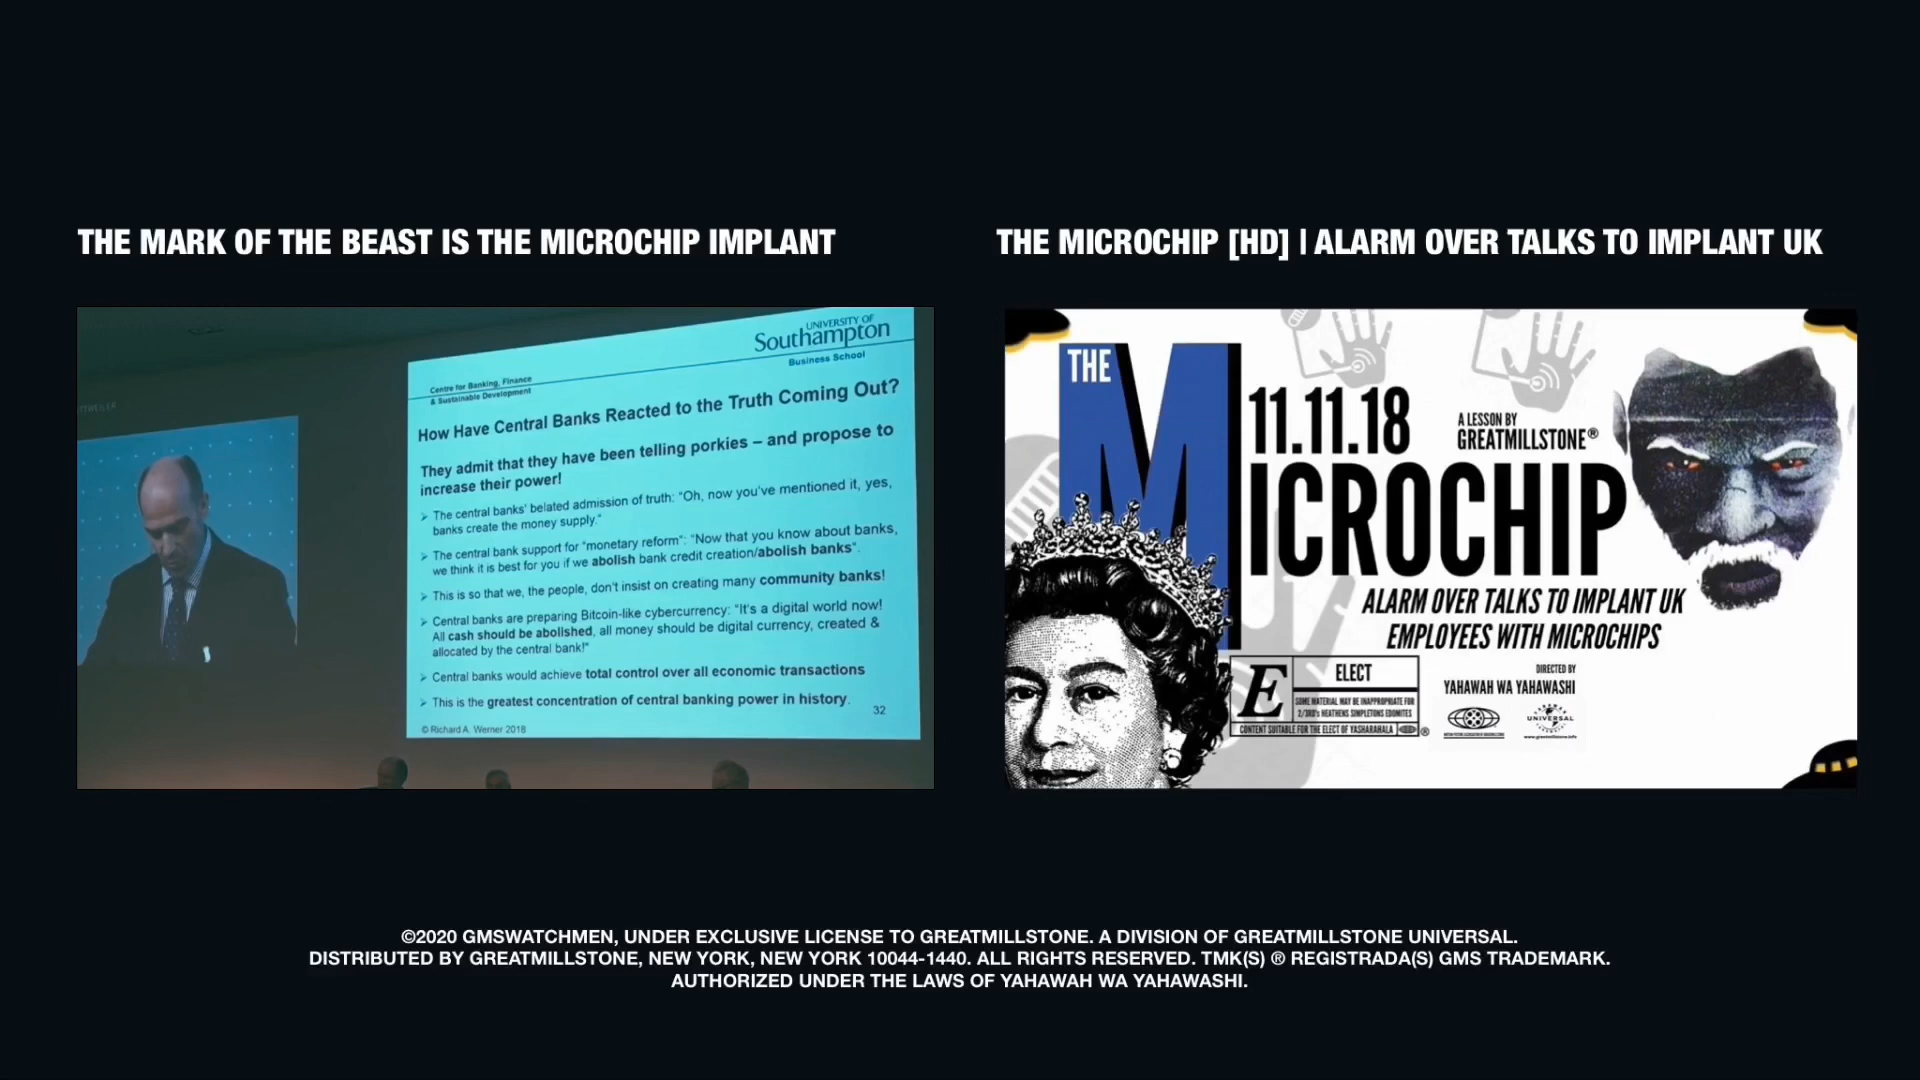 THE MARK OF THE BEAST IS THE MICROCHIP IMPLANT
UNIVERSITY OF
Southampton
Business School
Centre for Banking, Finance
& Sustainable Development
How Have Central Banks Reacted to the Truth Coming Out?
They admit that they have been telling porkies – and propose to
increase their power!
➢ The central banks' belated admission of truth: "Oh, now you've mentioned it, yes,
banks create the money supply."
➢ The central bank support for "monetary reform": "Now that you know about banks,
we think it is best for you if we abolish bank credit creation/abolish banks".
➢ This is so that we, the people, don't insist on creating many community banks!
➢ Central banks are preparing Bitcoin-like cybercurrency: "It's a digital world now!
All cash should be abolished, all money should be digital currency, created &
allocated by the central bank!"
➢ Central banks would achieve total control over all economic transactions
➢ This is the greatest concentration of central banking power in history.
32
© Richard A. Werner 2018
THE MICROCHIP [HD] | ALARM OVER TALKS TO IMPLANT UK
THE
MICROCHIP
11.11.18
A LESSON BY
GREATMILLSTONE®
ALARM OVER TALKS TO IMPLANT UK
EMPLOYEES WITH MICROCHIPS
E
ELECT
SOME MATERIAL MAY BE INAPPROPRIATE FOR
2/3RD's HEATHENS SIMPLETONS EDOMITES
CONTENT SUITABLE FOR THE ELECT OF YASHARAHALA
®
DIRECTED BY
YAHAWAH WA YAHAWASHI
UNIVERSAL
www.greatmillstone.info
©2020 GMSWATCHMEN, UNDER EXCLUSIVE LICENSE TO GREATMILLSTONE. A DIVISION OF GREATMILLSTONE UNIVERSAL.
DISTRIBUTED BY GREATMILLSTONE, NEW YORK, NEW YORK 10044-1440. ALL RIGHTS RESERVED. TMK(S) ® REGISTRADA(S) GMS TRADEMARK.
AUTHORIZED UNDER THE LAWS OF YAHAWAH WA YAHAWASHI.